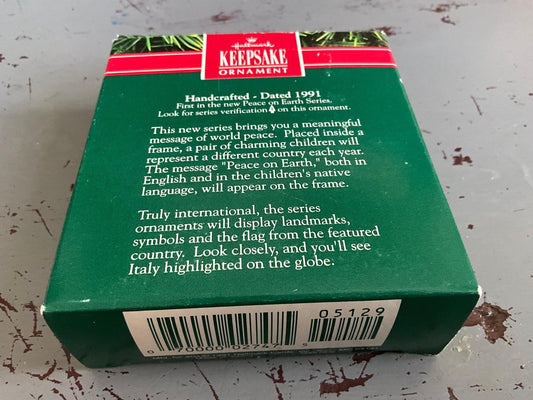 Hallmark
KEEPSAKE
ORNAMENT
Handcrafted - Dated 1991
First in the new Peace on Earth Series.
Look for series verification on this ornament.
This new series brings you a meaningful
message of world peace. Placed inside a
frame, a pair of charming children will
represent a different country each year.
The message "Peace on Earth," both in
English and in the children's native
language, will appear on the frame.
Truly international, the series
ornaments will display landmarks,
symbols and the flag from the featured
country. Look closely, and you'll see
Italy highlighted on the globe.
05129